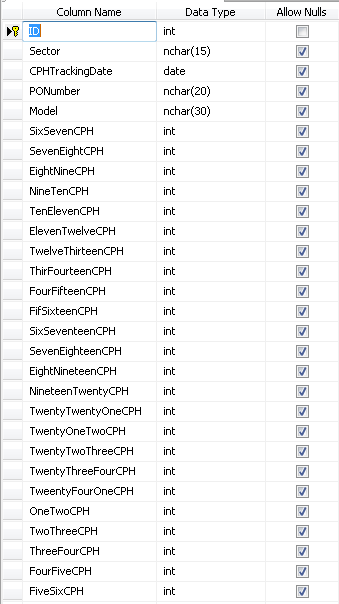 Column Name Data Type Allow Nulls
ID int
Sector nchar(15)
CPHTrackingDate date
PONumber nchar(20)
Model nchar(30)
SixSevenCPH int
SevenEightCPH int
EightNineCPH int
NineTenCPH int
TenElevenCPH int
ElevenTwelveCPH int
TwelveThirteenCPH int
ThirFourteenCPH int
FourFifteenCPH int
FifSixteenCPH int
SixSeventeenCPH int
SevenEighteenCPH int
EightNineteenCPH int
NineteenTwentyCPH int
TwentyTwentyOneCPH int
TwentyOneTwoCPH int
TwentyTwoThreeCPH int
TwentyThreeFourCPH int
TweentyFourOneCPH int
OneTwoCPH int
TwoThreeCPH int
ThreeFourCPH int
FourFiveCPH int
FiveSixCPH int